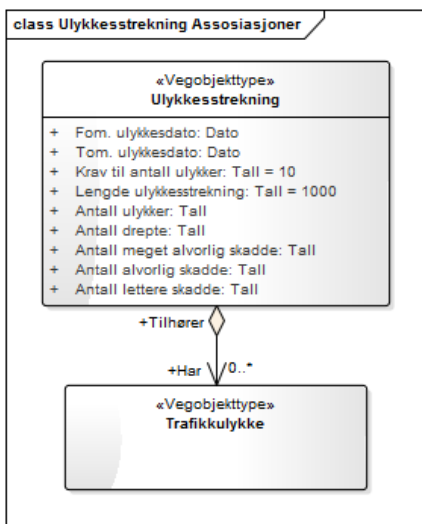 class Ulykkesstrekning Assosiasjoner
«Vegobjekttype»
Ulykkesstrekning
+ Fom. ulykkesdato: Dato
+ Tom. ulykkesdato: Dato
+ Krav til antall ulykker: Tall = 10
+ Lengde ulykkesstrekning: Tall = 1000
+ Antall ulykker: Tall
+ Antall drepte: Tall
+ Antall meget alvorlig skadde: Tall
+ Antall alvorlig skadde: Tall
+ Antall lettere skadde: Tall
+Tilhører
+Har 0..*
«Vegobjekttype»
Trafikkulykke